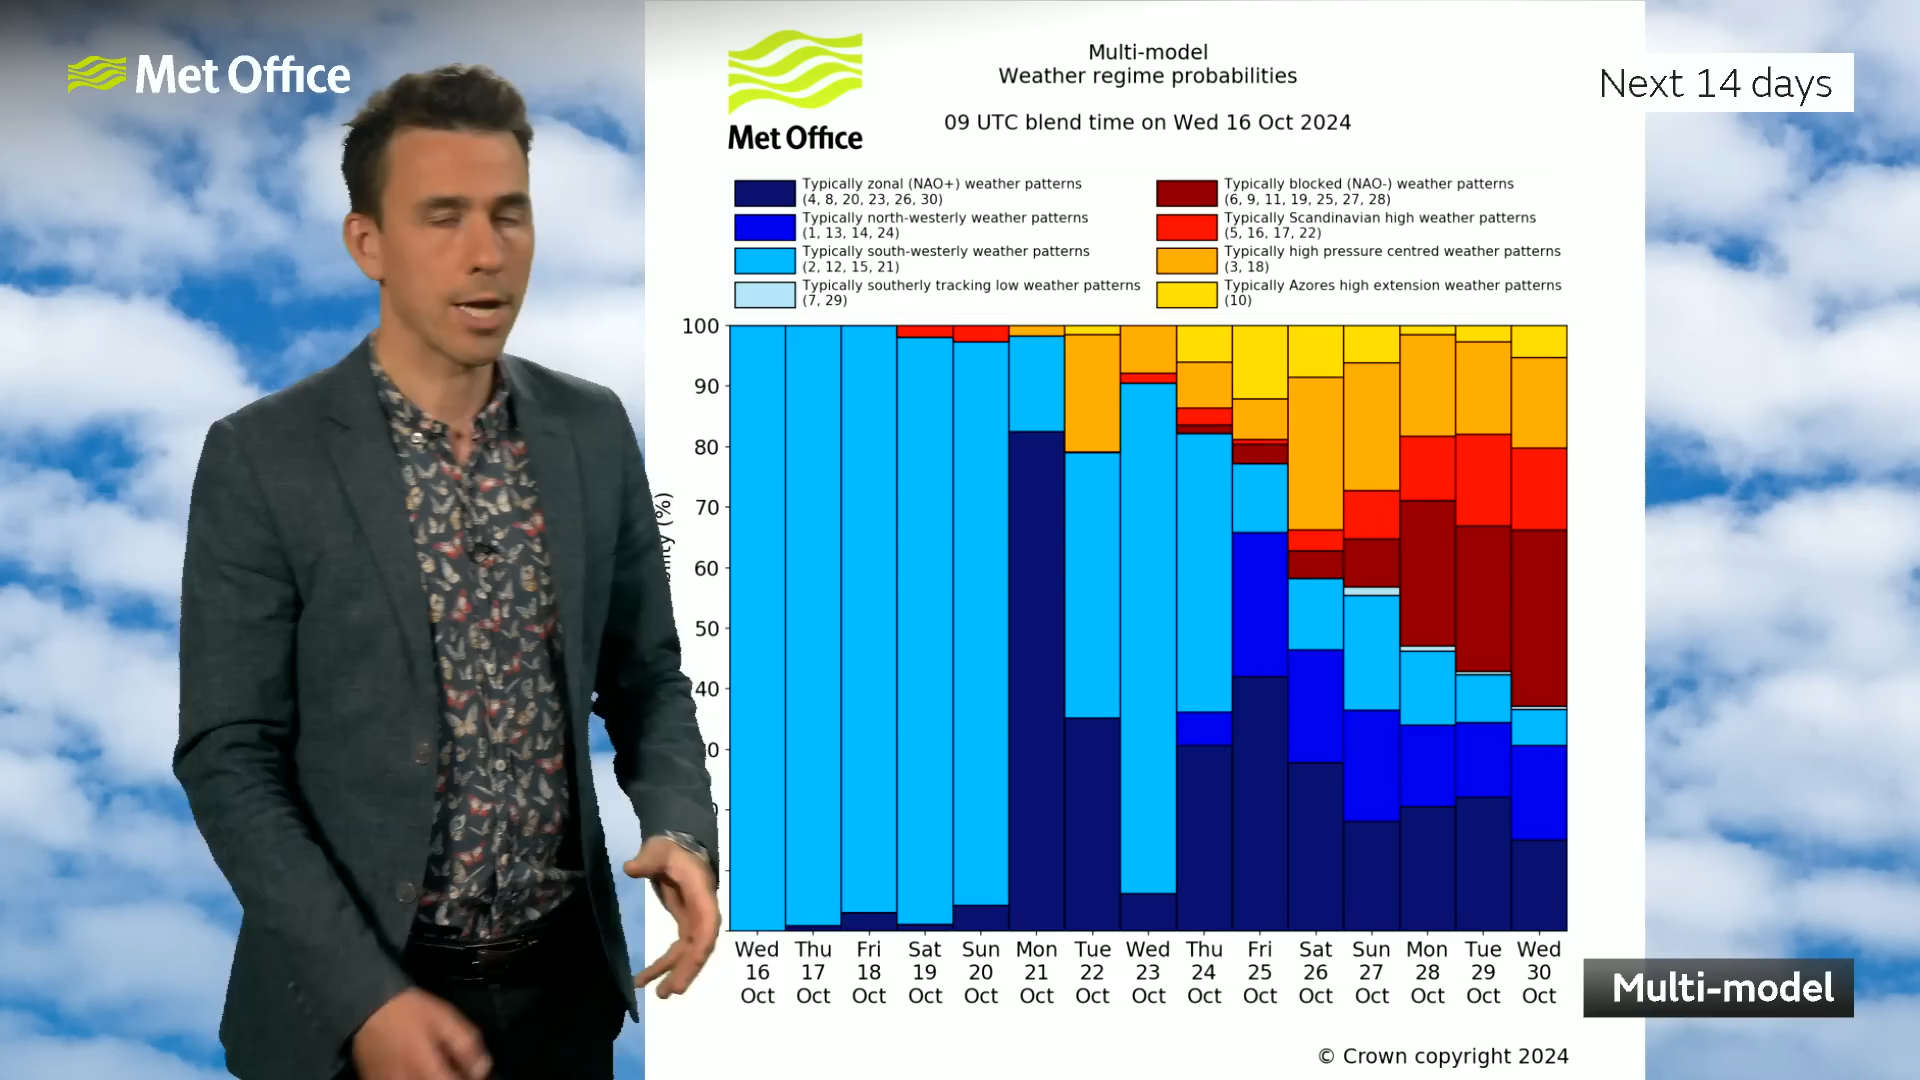 Met Office
Met Office
Multi-model
Weather regime probabilities
09 UTC blend time on Wed 16 Oct 2024
Next 14 days
Typically zonal (NAO+) weather patterns
(4, 8, 20, 23, 26, 30)
Typically north-westerly weather patterns
(1, 13, 14, 24)
Typically south-westerly weather patterns
(2, 12, 15, 21)
Typically southerly tracking low weather patterns
(7, 29)
Typically blocked (NAO-) weather patterns
(6, 9, 11, 19, 25, 27, 28)
Typically Scandinavian high weather patterns
(5, 16, 17, 22)
Typically high pressure centred weather patterns
(3, 18)
Typically Azores high extension weather patterns
(10)
100
90
80
70
60
50
40
(%)
Wed Thu Fri Sat Sun Mon Tue Wed Thu Fri Sat Sun Mon Tue Wed
16 17 18 19 20 21 22 23 24 25 26 27 28 29 30
Oct Oct Oct Oct Oct Oct Oct Oct Oct Oct Oct Oct Oct Oct Oct
Multi-model
© Crown copyright 2024